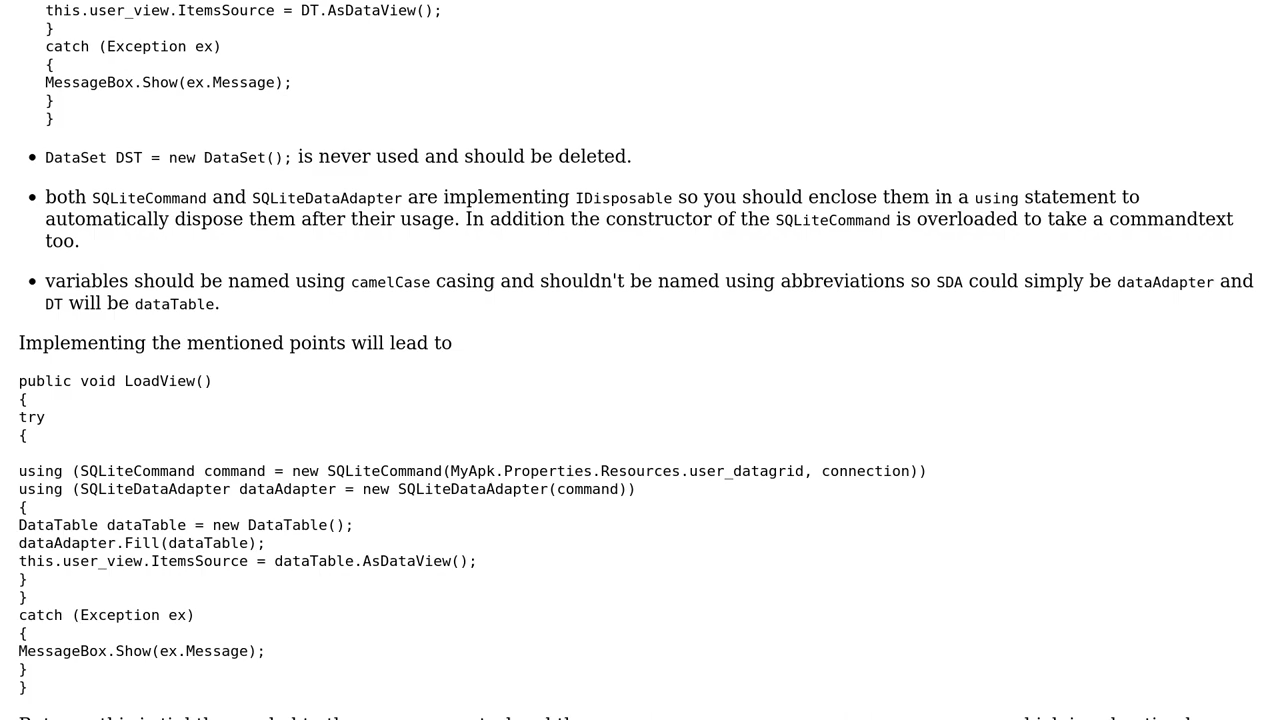 this.user_view.ItemsSource = DT.AsDataView();
}
catch (Exception ex)
{
MessageBox.Show(ex.Message);
}
}
• DataSet DST = new DataSet(); is never used and should be deleted.
• both SQLiteCommand and SQLiteDataAdapter are implementing IDisposable so you should enclose them in a using statement to
automatically dispose them after their usage. In addition the constructor of the SQLiteCommand is overloaded to take a commandtext
too.
• variables should be named using camelCase casing and shouldn't be named using abbreviations so SDA could simply be dataAdapter and
DT will be dataTable.
Implementing the mentioned points will lead to
public void LoadView()
{
try
{
using (SQLiteCommand command = new SQLiteCommand(MyApk.Properties.Resources.user_datagrid, connection))
using (SQLiteDataAdapter dataAdapter = new SQLiteDataAdapter(command))
{
DataTable dataTable = new DataTable();
dataAdapter.Fill(dataTable);
this.user_view.ItemsSource = dataTable.AsDataView();
}
}
catch (Exception ex)
{
MessageBox.Show(ex.Message);
}
}